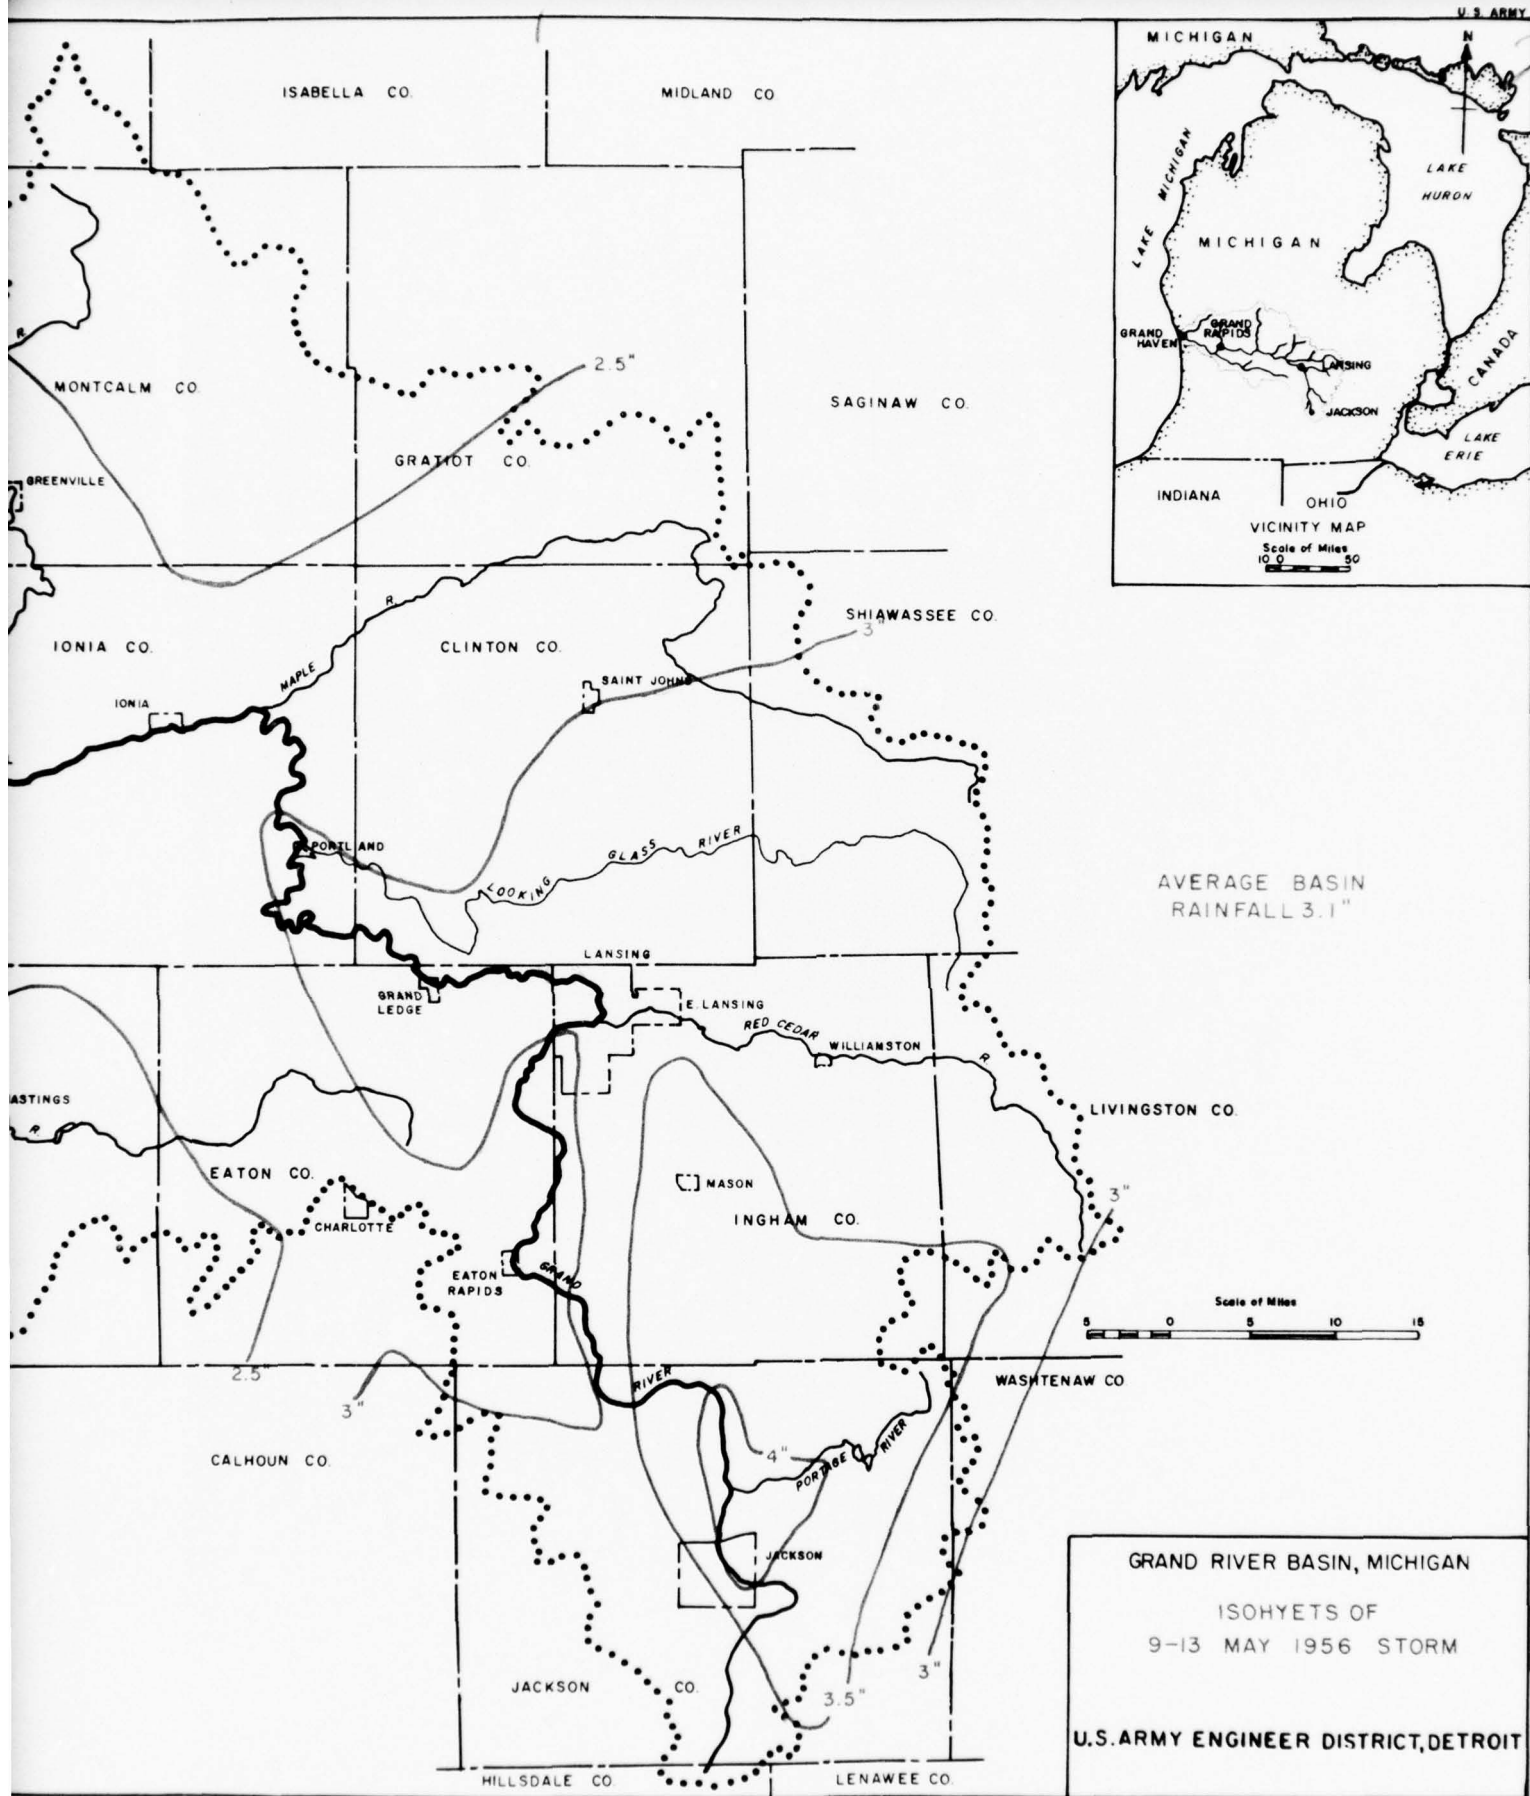 U. S. ARMY
ISABELLA CO.
MIDLAND CO.
MICHIGAN
N
LAKE MICHIGAN
LAKE
HURON
MICHIGAN
GRAND
HAVEN
GRAND
RAPIDS
LANSING
JACKSON
CANADA
LAKE
ERIE
INDIANA
OHIO
VICINITY MAP
Scale of Miles
10 0 50
R.
2.5"
MONTCALM CO.
SAGINAW CO.
GRATIOT CO.
GREENVILLE
R.
SHIAWASSEE CO.
3"
IONIA CO.
CLINTON CO.
MAPLE
SAINT JOHNS
IONIA
PORTLAND
LOOKING GLASS RIVER
AVERAGE BASIN
RAINFALL 3.1"
LANSING
GRAND
LEDGE
E. LANSING
RED CEDAR
WILLIAMSTON
R.
ASTINGS
R.
LIVINGSTON CO.
EATON CO.
MASON
3"
CHARLOTTE
INGHAM CO.
EATON
RAPIDS
GRAND
Scale of Miles
5 0 5 10 15
2.5"
RIVER
WASHTENAW CO
3"
CALHOUN CO.
4"
PORTAGE RIVER
JACKSON
GRAND RIVER BASIN, MICHIGAN
ISOHYETS OF
9-13 MAY 1956 STORM
3"
JACKSON CO.
3.5"
U.S. ARMY ENGINEER DISTRICT, DETROIT
HILLSDALE CO.
LENAWEE CO.